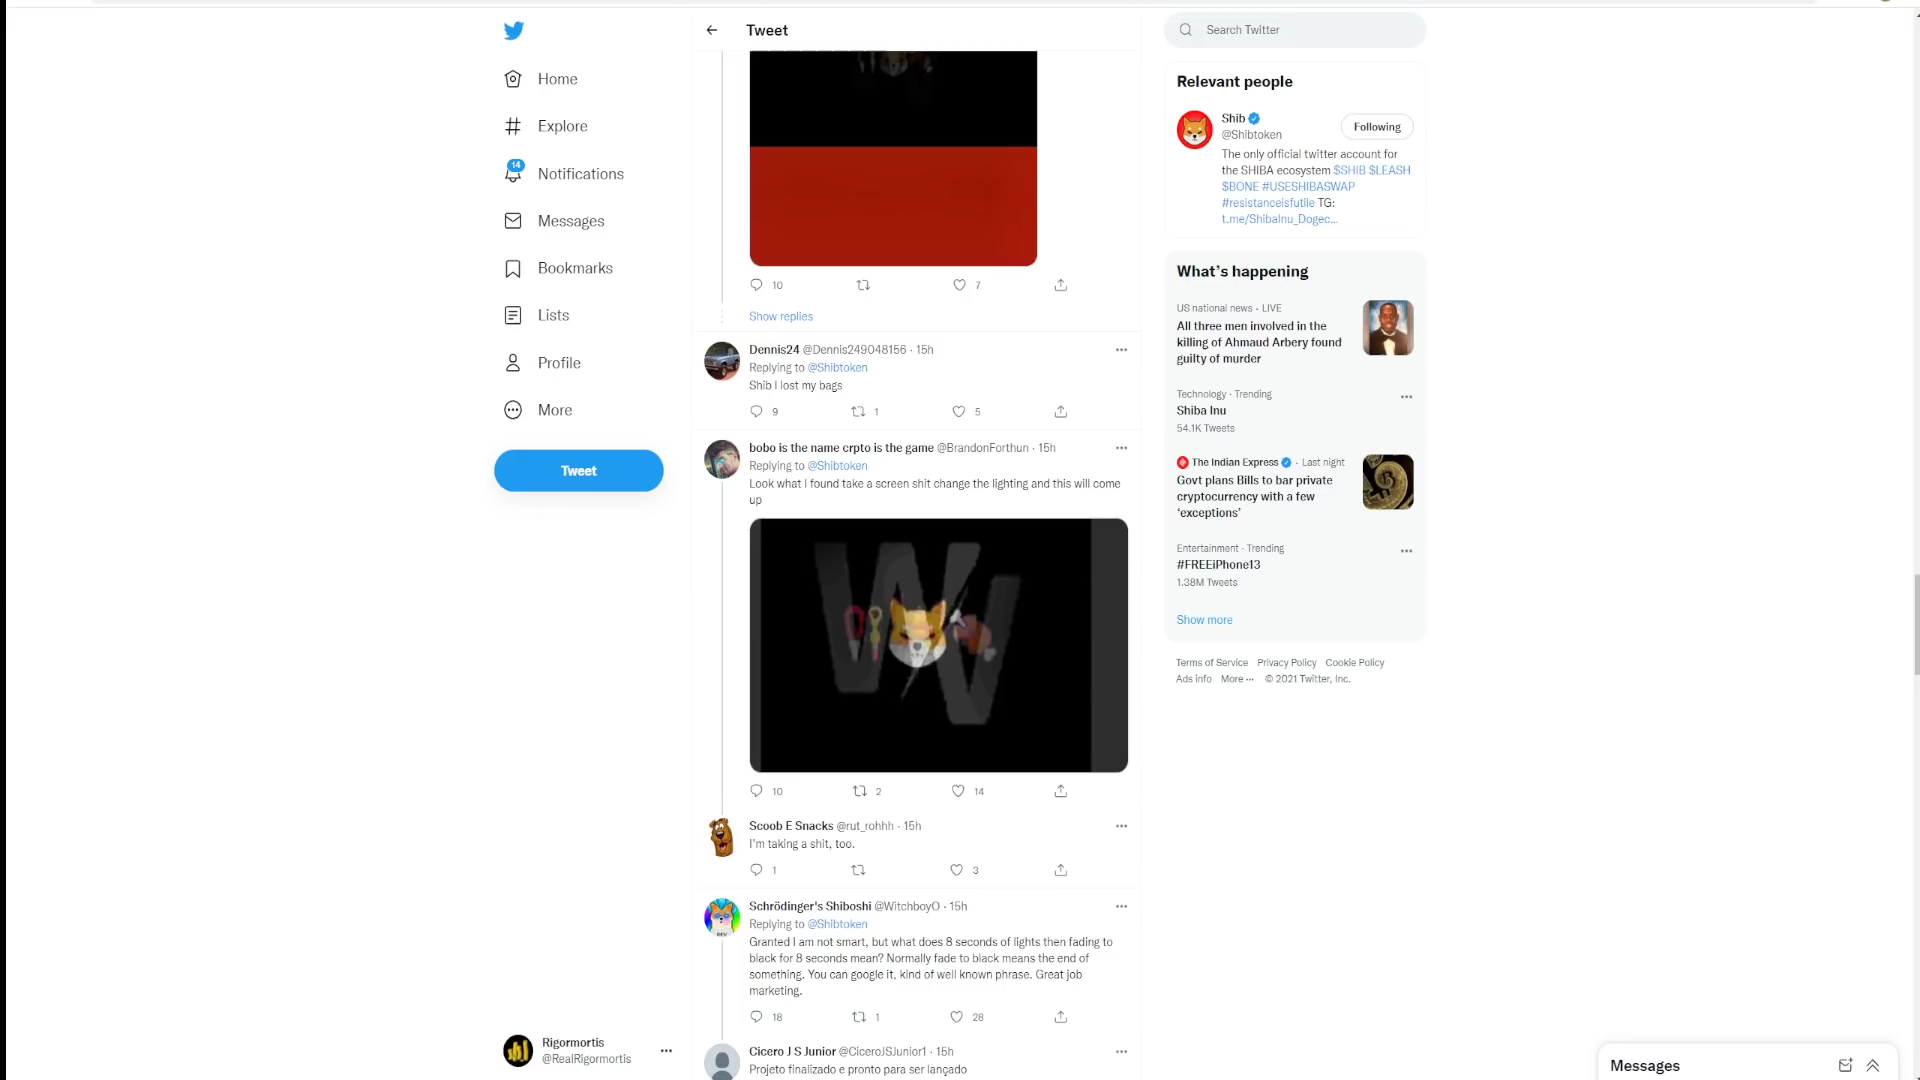 Tweet
Search Twitter
Home
Explore
14
Notifications
Messages
Bookmarks
Lists
Profile
More
Tweet
Rigormortis
@RealRigormortis
10
7
Show replies
Dennis24 @Dennis249048156 · 15h
Replying to @Shibtoken
Shib I lost my bags
9 1 5
bobo is the name crpto is the game @BrandonForthun · 15h
Replying to @Shibtoken
Look what I found take a screen shit change the lighting and this will come
up
W
10 2 14
Scoob E Snacks @rut_rohhh · 15h
I'm taking a shit, too.
1 3
Schrödinger's Shiboshi @WitchboyO · 15h
Replying to @Shibtoken
Granted I am not smart, but what does 8 seconds of lights then fading to
black for 8 seconds mean? Normally fade to black means the end of
something. You can google it, kind of well known phrase. Great job
marketing.
18 1 28
Cicero J S Junior @CiceroJSJunior1 · 15h
Projeto finalizado e pronto para ser lançado
Relevant people
Shib
@Shibtoken
Following
The only official twitter account for
the SHIBA ecosystem $SHIB $LEASH
$BONE #USESHIBASWAP
#resistanceisfutile TG:
t.me/ShibaInu_Dogec...
What's happening
US national news · LIVE
All three men involved in the
killing of Ahmaud Arbery found
guilty of murder
Technology · Trending
Shiba Inu
54.1K Tweets
The Indian Express · Last night
Govt plans Bills to bar private
cryptocurrency with a few
‘exceptions’
Entertainment · Trending
#FREEiPhone13
1.38M Tweets
Show more
Terms of Service Privacy Policy Cookie Policy
Ads info More ··· © 2021 Twitter, Inc.
Messages